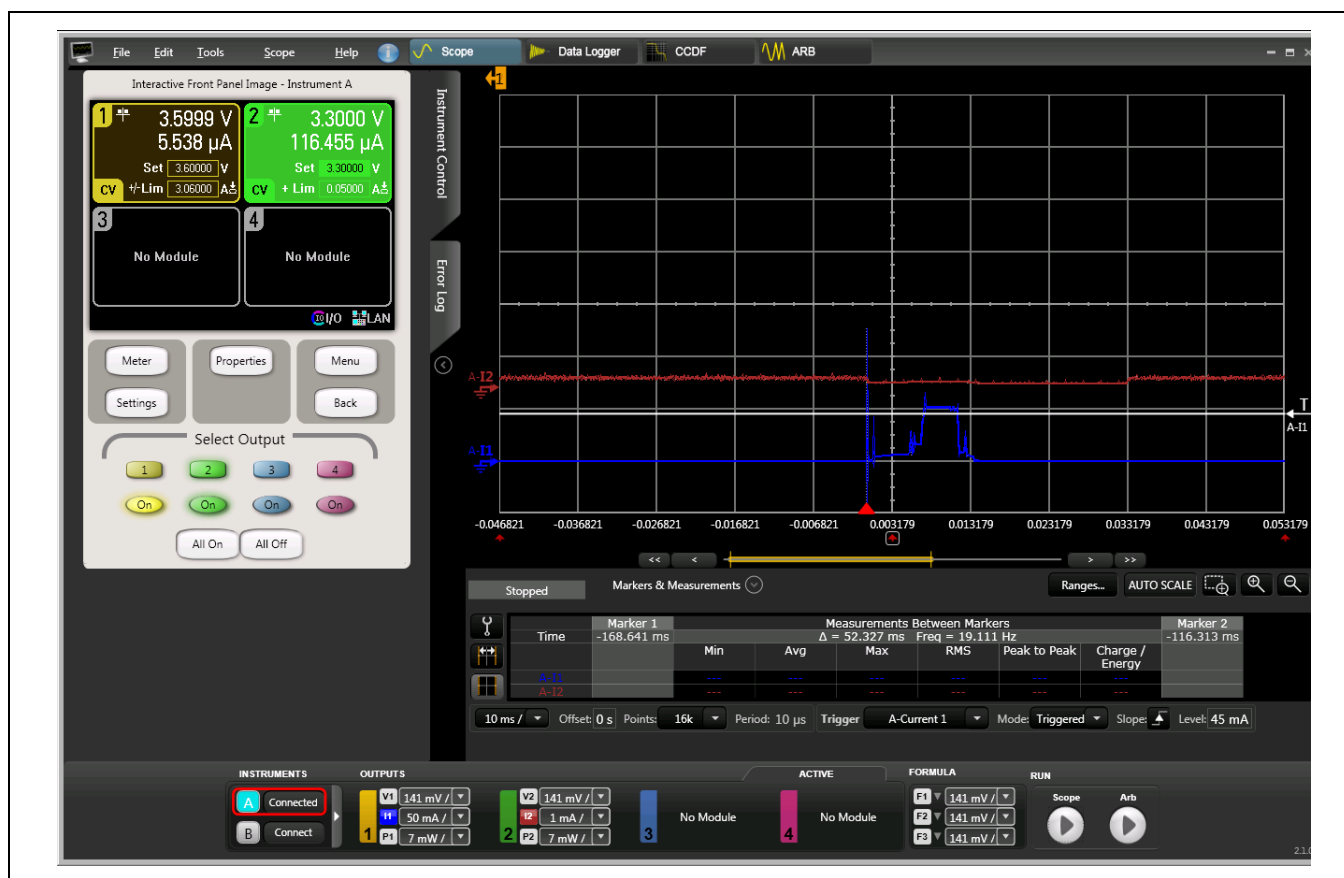 File Edit Tools Scope Help Scope Data Logger CCDF ARB
Interactive Front Panel Image - Instrument A
1 3.5999 V
5.538 µA
Set 3.60000 V
CV +/-Lim 3.06000 A
2 3.3000 V
116.455 µA
Set 3.30000 V
CV + Lim 0.05000 A
3 No Module
4 No Module
I/O LAN
Meter Properties Menu
Settings Back
Select Output
1 2 3 4
On On On On
All On All Off
Instrument Control
Error Log
1
A-I2
A-I1
T
A-I1
-0.046821 -0.036821 -0.026821 -0.016821 -0.006821 0.003179 0.013179 0.023179 0.033179 0.043179 0.053179
<< < > >>
Stopped Markers & Measurements Ranges... AUTO SCALE
Marker 1 Measurements Between Markers Marker 2
Time -168.641 ms Δ = 52.327 ms Freq = 19.111 Hz -116.313 ms
Min Avg Max RMS Peak to Peak Charge /
Energy
A-I1 --- --- --- --- --- ---
A-I2 --- --- --- --- --- ---
10 ms / Offset: 0 s Points: 16k Period: 10 µs Trigger A-Current 1 Mode: Triggered Slope: Level: 45 mA
INSTRUMENTS OUTPUTS ACTIVE FORMULA RUN
A Connected
B Connect
1 V1 141 mV /
I1 50 mA /
P1 7 mW /
2 V2 141 mV /
I2 1 mA /
P2 7 mW /
3 No Module
4 No Module
F1 141 mV /
F2 141 mV /
F3 141 mV /
Scope Arb